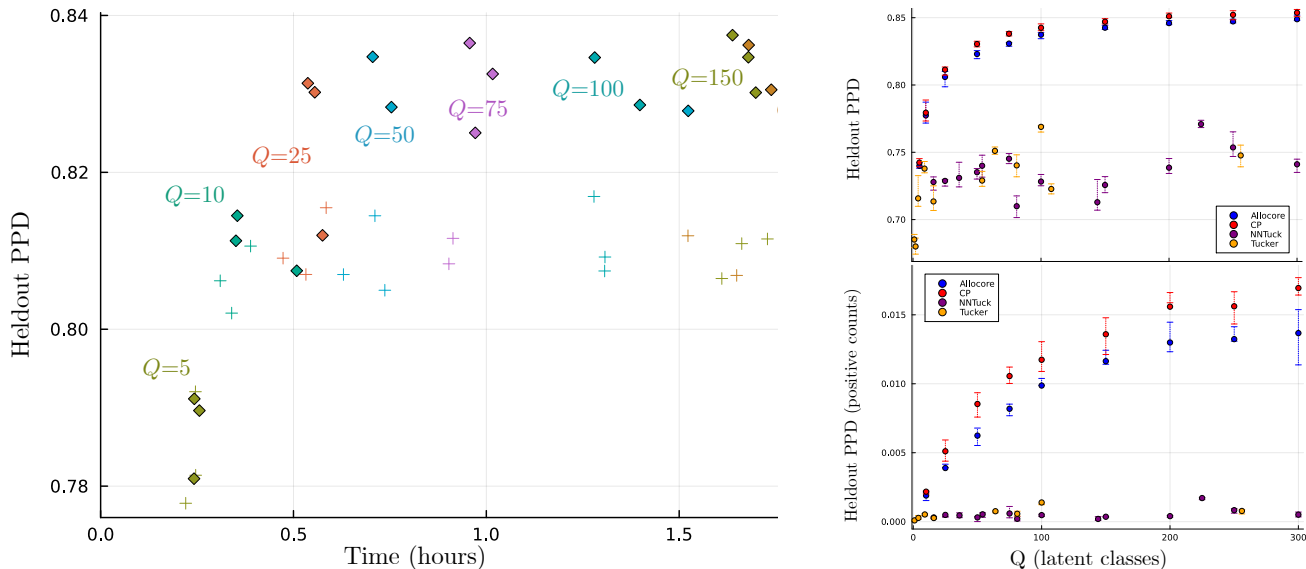 0.84
0.82
0.80
0.78
Heldout PPD
Q=5
Q=10
Q=25
Q=50
Q=75
Q=100
Q=150
0.0
0.5
1.0
1.5
Time (hours)
0.85
0.80
0.75
0.70
Heldout PPD
Allocore
CP
NNTuck
Tucker
0.015
0.010
0.005
0.000
Heldout PPD (positive counts)
Allocore
CP
NNTuck
Tucker
0
100
200
300
Q (latent classes)